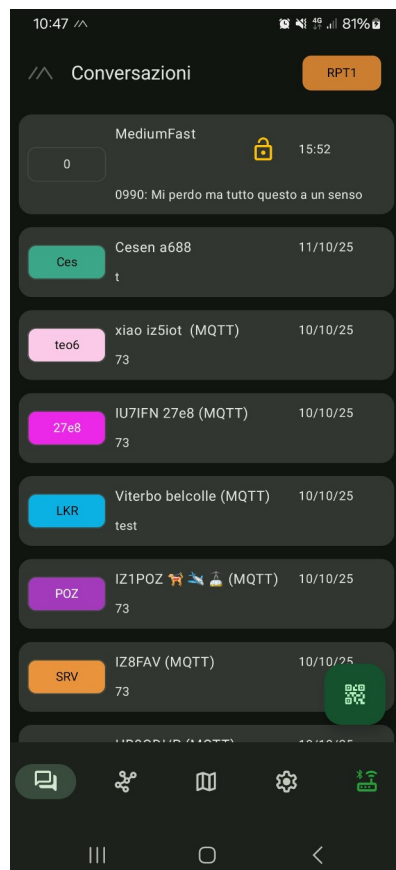 10:47 4G 81%
Conversazioni RPT1
MediumFast
0 15:52
0990: Mi perdo ma tutto questo a un senso
Cesen a688 11/10/25
Ces
t
xiao iz5iot (MQTT) 10/10/25
teo6
73
IU7IFN 27e8 (MQTT) 10/10/25
27e8
73
Viterbo belcolle (MQTT) 10/10/25
LKR
test
IZ1POZ 🐕 🛩 🚡 (MQTT) 10/10/25
POZ
73
IZ8FAV (MQTT) 10/10/25
SRV
73